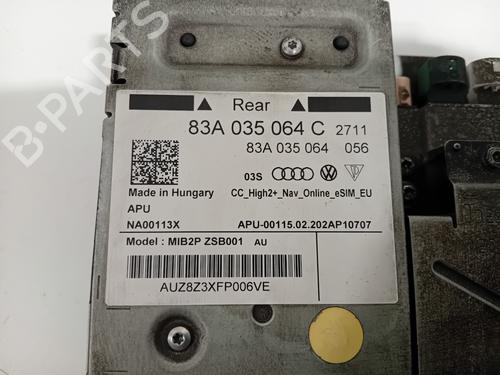 B-PARTS
Rear
83A 035 064 C 2711
83A 035 064 056
03S
Made in Hungary CC_High2+_Nav_Online_eSIM_EU
APU
NA00113X APU-00115.02.202AP10707
Model : MIB2P ZSB001 AU
AUZ8Z3XFP006VE